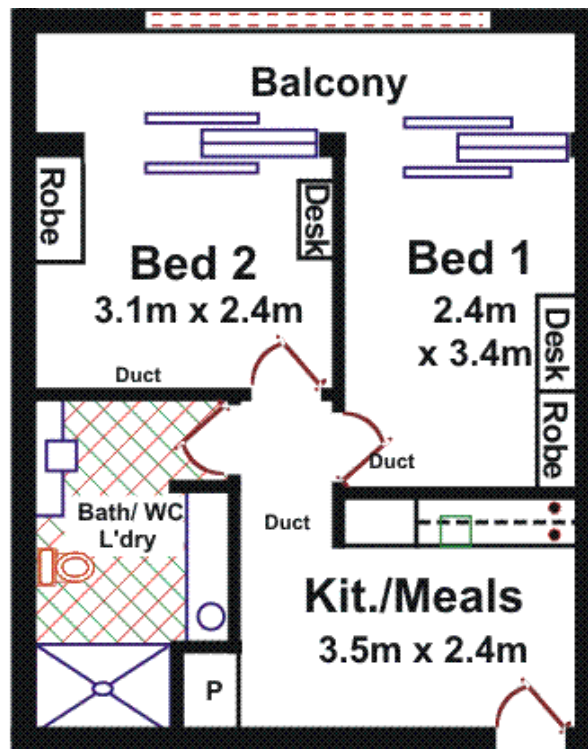 Balcony
Robe
Desk
Bed 2
3.1m x 2.4m
Bed 1
2.4m
x 3.4m
Desk
Robe
Duct
Duct
Duct
Bath/ WC
L'dry
Kit./Meals
3.5m x 2.4m
P